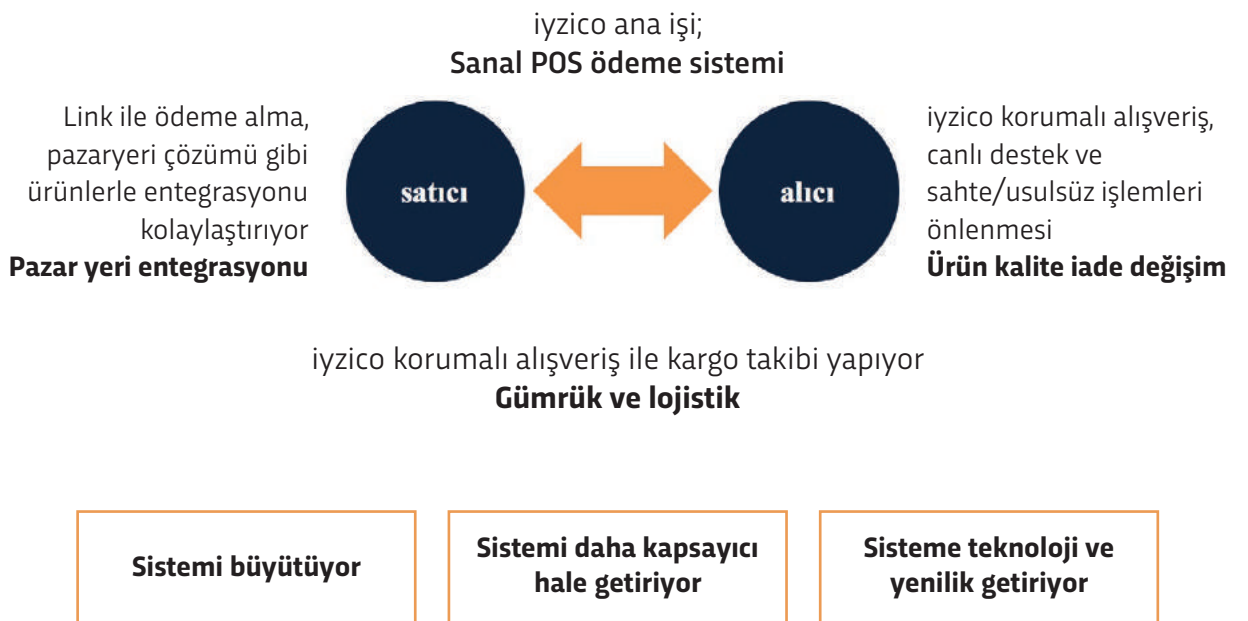 iyzico ana işi;
Sanal POS ödeme sistemi
Link ile ödeme alma,
pazaryeri çözümü gibi
ürünlerle entegrasyonu
kolaylaştırıyor
Pazar yeri entegrasyonu
satıcı
alıcı
iyzico korumalı alışveriş,
canlı destek ve
sahte/usulsüz işlemleri
önlenmesi
Ürün kalite iade değişim
iyzico korumalı alışveriş ile kargo takibi yapıyor
Gümrük ve lojistik
Sistemi büyütüyor
Sistemi daha kapsayıcı
hale getiriyor
Sisteme teknoloji ve
yenilik getiriyor